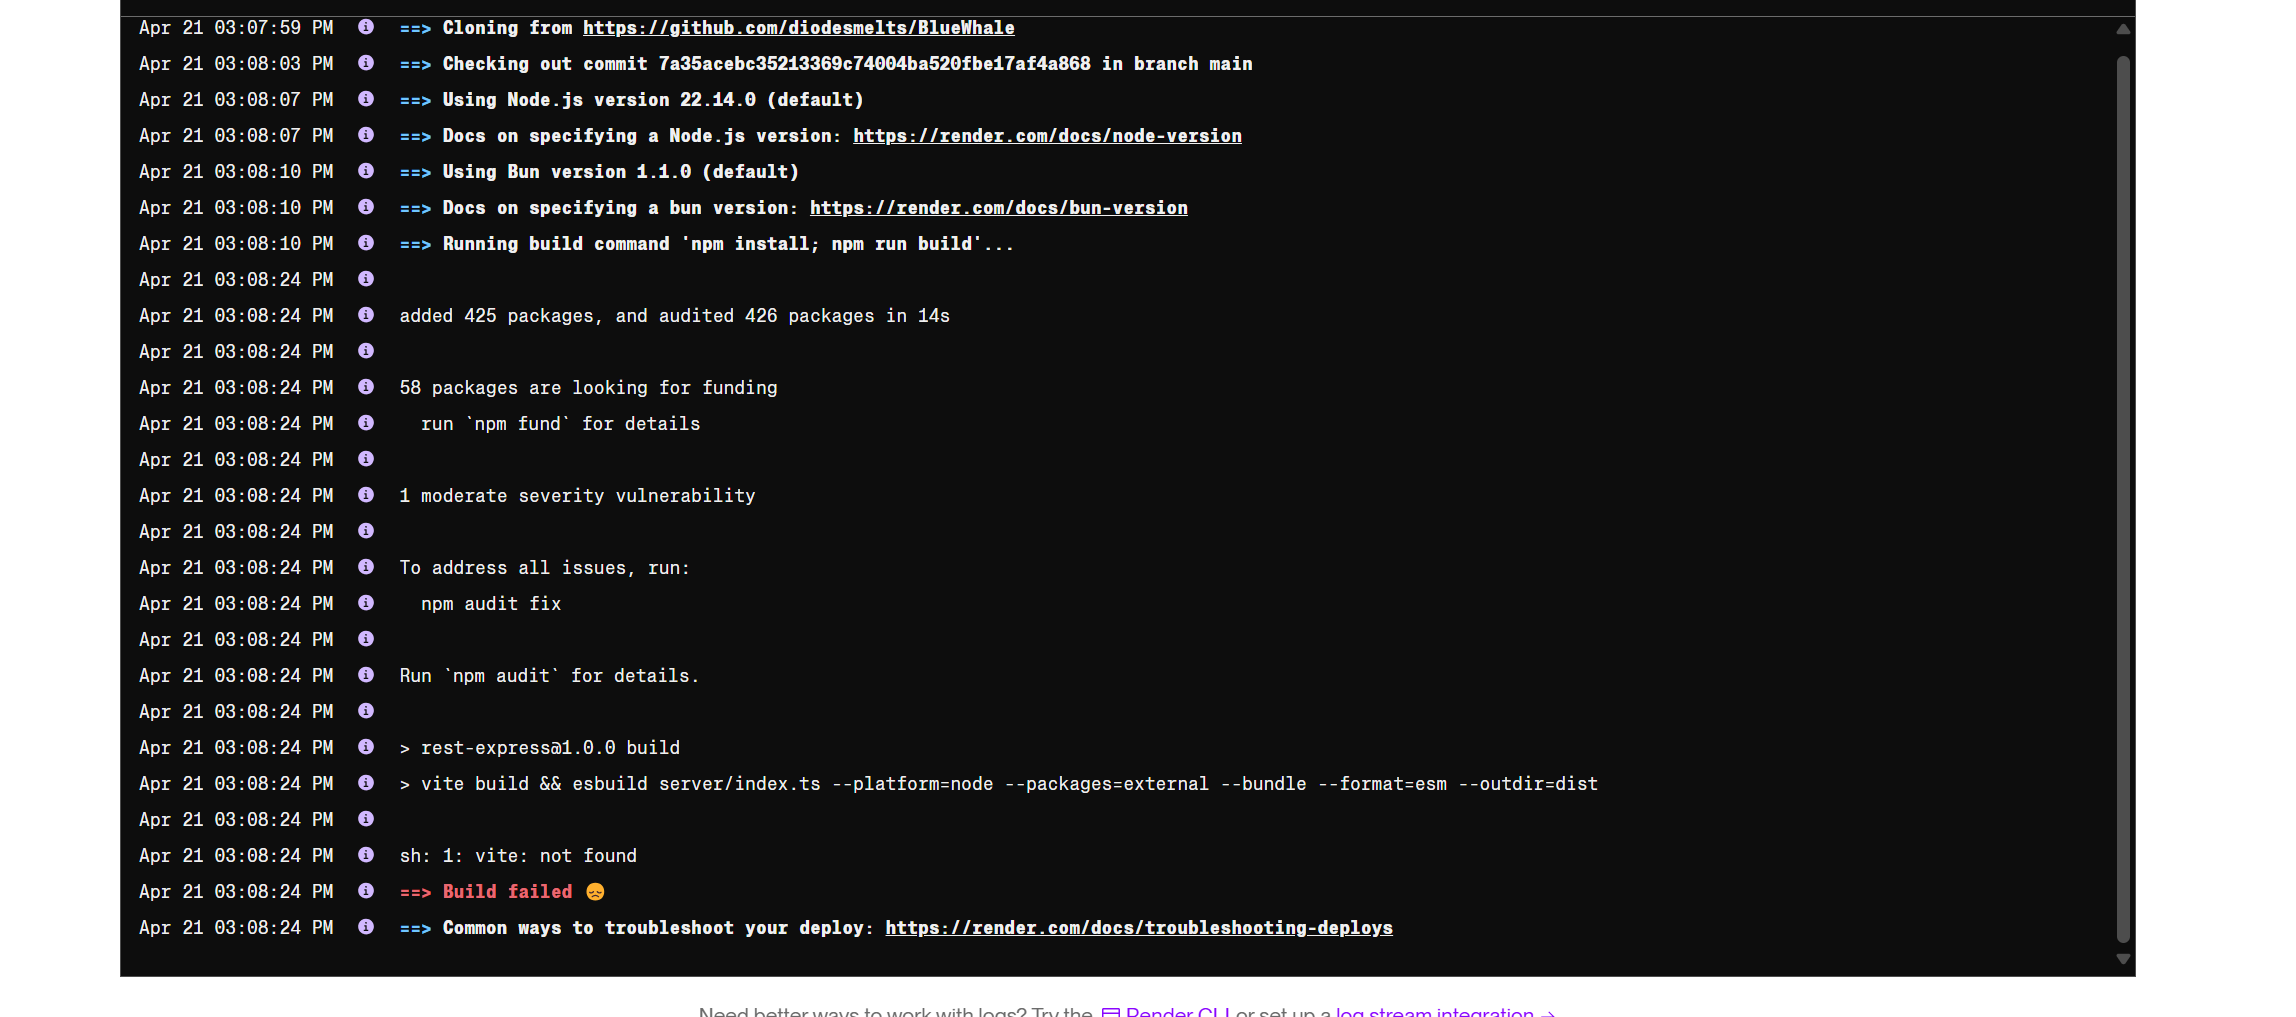 Apr 21 03:07:59 PM ==> Cloning from https://github.com/diodesmelts/BlueWhale
Apr 21 03:08:03 PM ==> Checking out commit 7a35acebc35213369c74004ba520fbe17af4a868 in branch main
Apr 21 03:08:07 PM ==> Using Node.js version 22.14.0 (default)
Apr 21 03:08:07 PM ==> Docs on specifying a Node.js version: https://render.com/docs/node-version
Apr 21 03:08:10 PM ==> Using Bun version 1.1.0 (default)
Apr 21 03:08:10 PM ==> Docs on specifying a bun version: https://render.com/docs/bun-version
Apr 21 03:08:10 PM ==> Running build command 'npm install; npm run build'...
Apr 21 03:08:24 PM
Apr 21 03:08:24 PM added 425 packages, and audited 426 packages in 14s
Apr 21 03:08:24 PM
Apr 21 03:08:24 PM 58 packages are looking for funding
Apr 21 03:08:24 PM run `npm fund` for details
Apr 21 03:08:24 PM
Apr 21 03:08:24 PM 1 moderate severity vulnerability
Apr 21 03:08:24 PM
Apr 21 03:08:24 PM To address all issues, run:
Apr 21 03:08:24 PM npm audit fix
Apr 21 03:08:24 PM
Apr 21 03:08:24 PM Run `npm audit` for details.
Apr 21 03:08:24 PM
Apr 21 03:08:24 PM > rest-express@1.0.0 build
Apr 21 03:08:24 PM > vite build && esbuild server/index.ts --platform=node --packages=external --bundle --format=esm --outdir=dist
Apr 21 03:08:24 PM
Apr 21 03:08:24 PM sh: 1: vite: not found
Apr 21 03:08:24 PM ==> Build failed 😞
Apr 21 03:08:24 PM ==> Common ways to troubleshoot your deploy: https://render.com/docs/troubleshooting-deploys
Need better ways to work with logs? Try the Render CLI or set up a log stream integration →